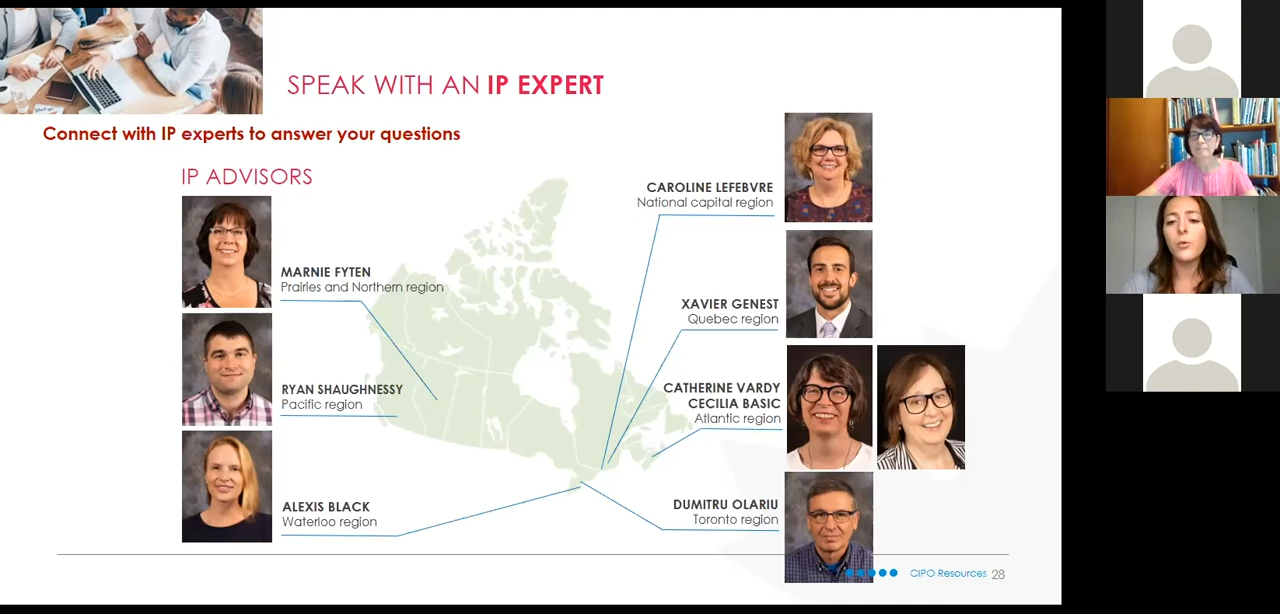 SPEAK WITH AN IP EXPERT
Connect with IP experts to answer your questions
IP ADVISORS
MARNIE FYTEN
Prairies and Northern region
RYAN SHAUGHNESSY
Pacific region
ALEXIS BLACK
Waterloo region
CAROLINE LEFEBVRE
National capital region
XAVIER GENEST
Quebec region
CATHERINE VARDY
CECILIA BASIC
Atlantic region
DUMITRU OLARIU
Toronto region
CIPO Resources 28